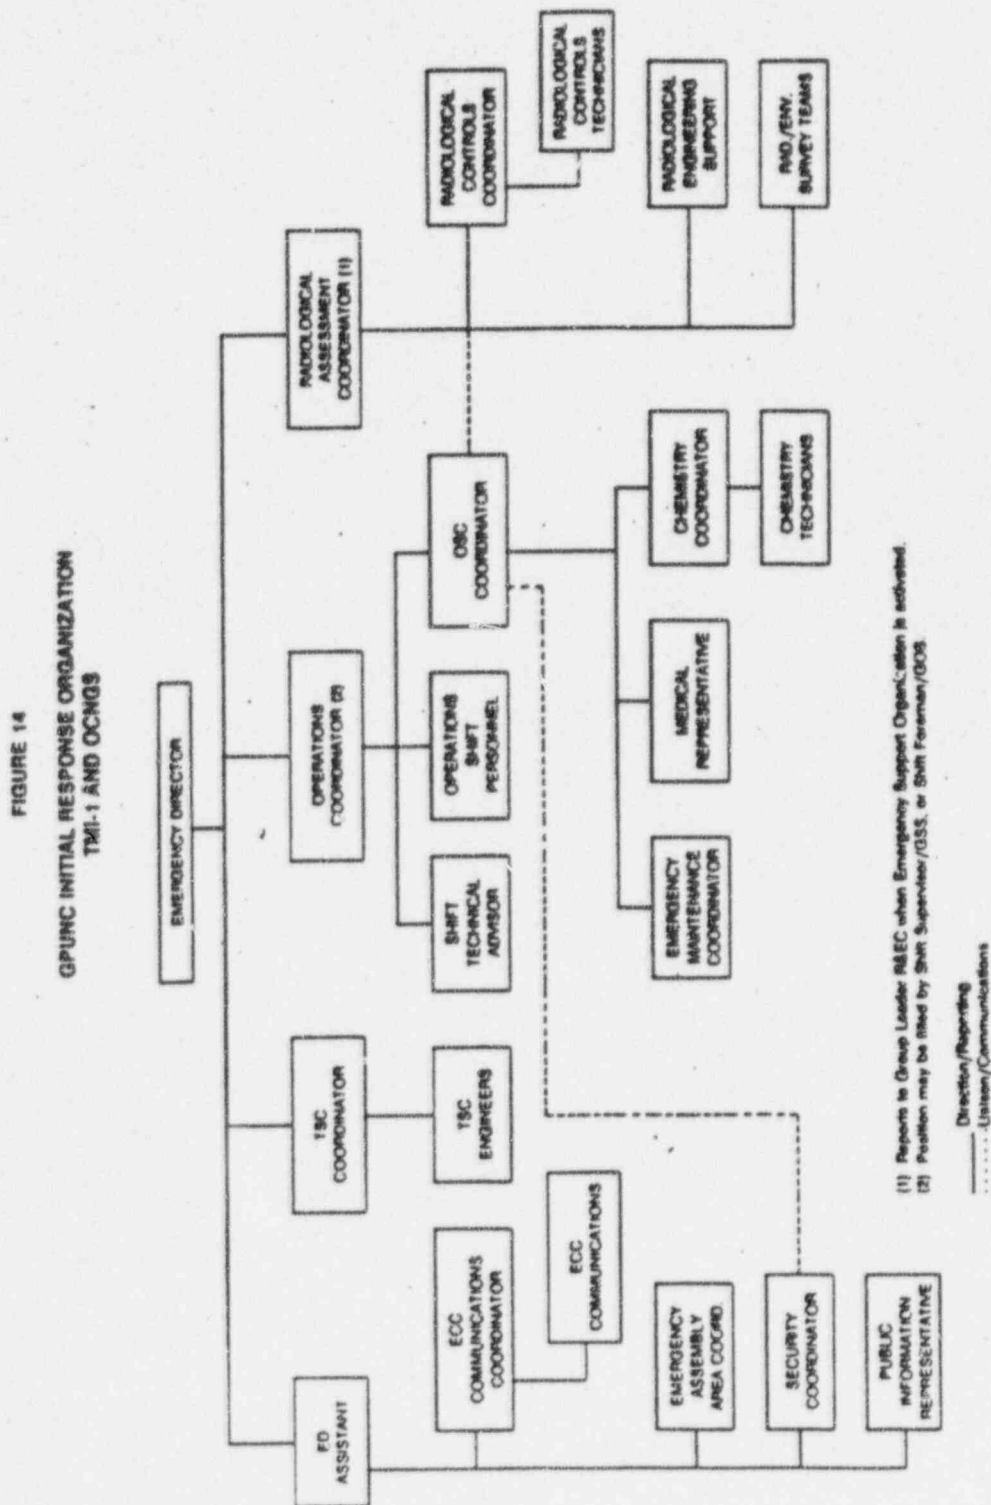 FIGURE 14
GPUNC INITIAL RESPONSE ORGANIZATION
TMI-1 AND OCNGS
EMERGENCY DIRECTOR
ED
ASSISTANT
TSC
COORDINATOR
OPERATIONS
COORDINATOR (2)
RADIOLOGICAL
ASSESSMENT
COORDINATOR (1)
ECC
COMMUNICATIONS
COORDINATOR
TSC
ENGINEERS
SHIFT
TECHNICAL
ADVISOR
OPERATIONS
SHIFT
PERSONNEL
OSC
COORDINATOR
RADIOLOGICAL
CONTROLS
COORDINATOR
ECC
COMMUNICATIONS
RADIOLOGICAL
CONTROLS
TECHNICIANS
EMERGENCY
ASSEMBLY
AREA COORD.
EMERGENCY
MAINTENANCE
COORDINATOR
MEDICAL
REPRESENTATIVE
CHEMISTRY
COORDINATOR
RADIOLOGICAL
ENGINEERING
SUPPORT
SECURITY
COORDINATOR
CHEMISTRY
TECHNICIANS
RAD./ENV.
SURVEY TEAMS
PUBLIC
INFORMATION
REPRESENTATIVE
(1) Reports to Group Leader R&EC when Emergency Support Organization is activated.
(2) Position may be filled by Shift Supervisor/GSS, or Shift Foreman/GOS.
Direction/Reporting
Liaison/Communications